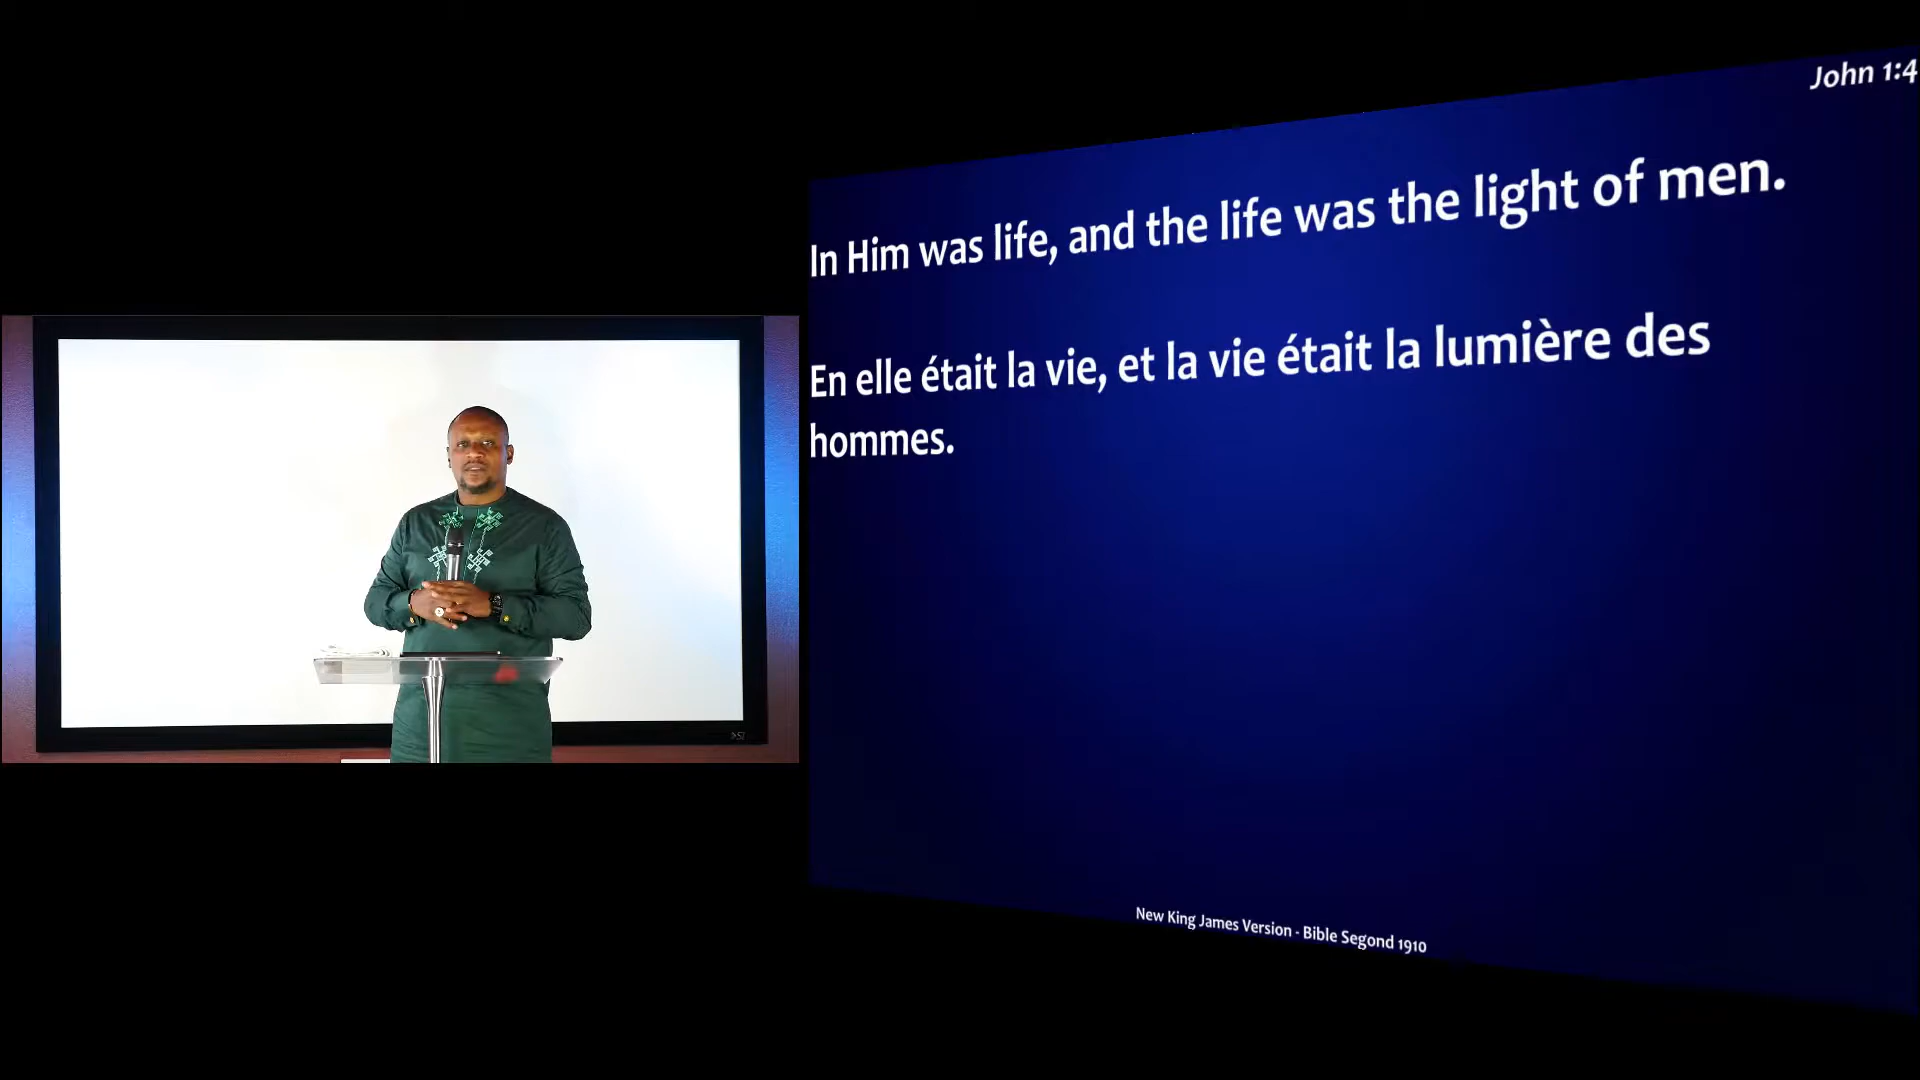 John 1:4
In Him was life, and the life was the light of men.
En elle était la vie, et la vie était la lumière des
hommes.
New King James Version - Bible Segond 1910